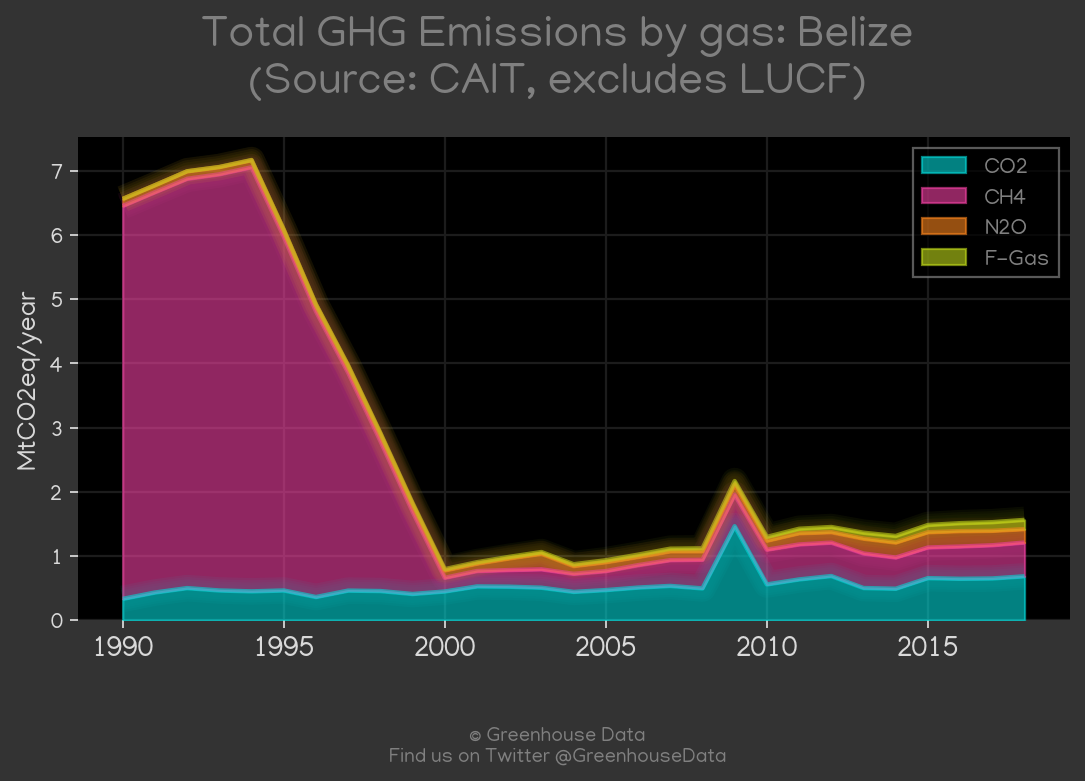 Total GHG Emissions by gas: Belize
(Source: CAIT, excludes LUCF)
MtCO2eq/year
7
6
5
4
3
2
1
0
CO2
CH4
N2O
F-Gas
1990 1995 2000 2005 2010 2015
© Greenhouse Data
Find us on Twitter @GreenhouseData